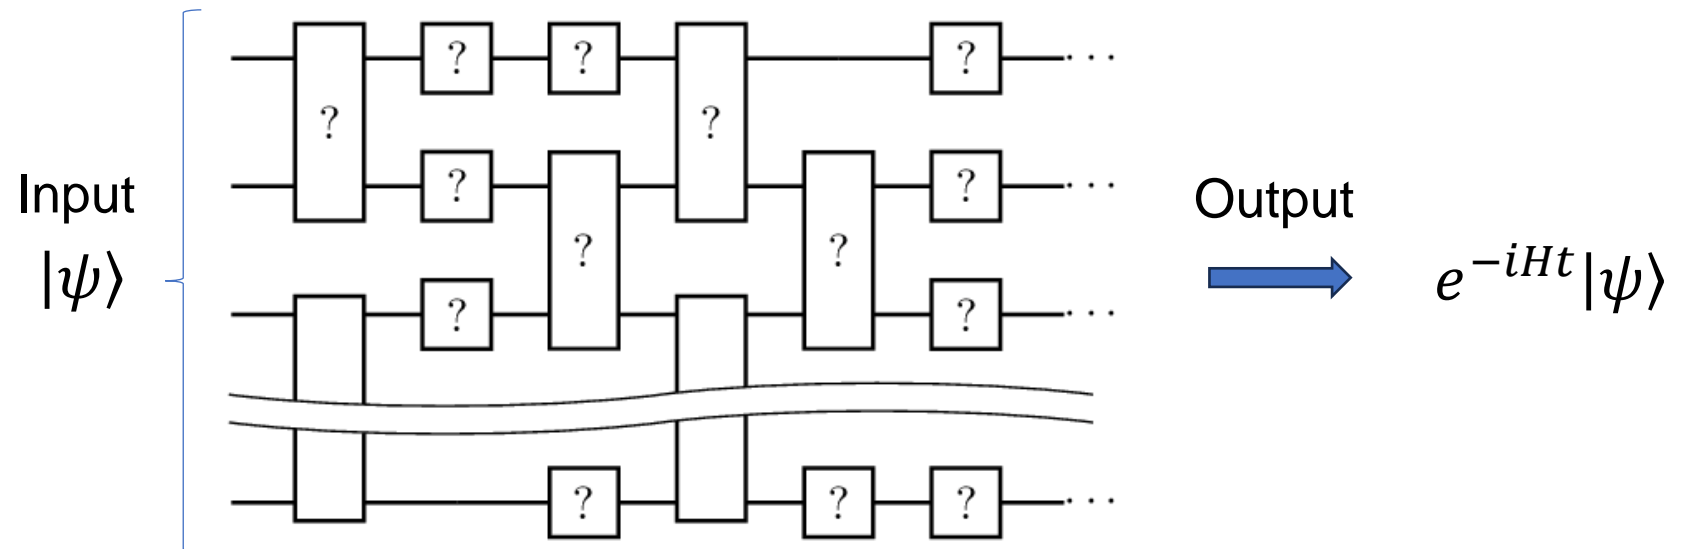 ? ? ? ? ···
? ?
Input ? ? ··· Output
|ψ⟩ ? ? e^{-iHt}|ψ⟩
? ? ···
? ? ? ···